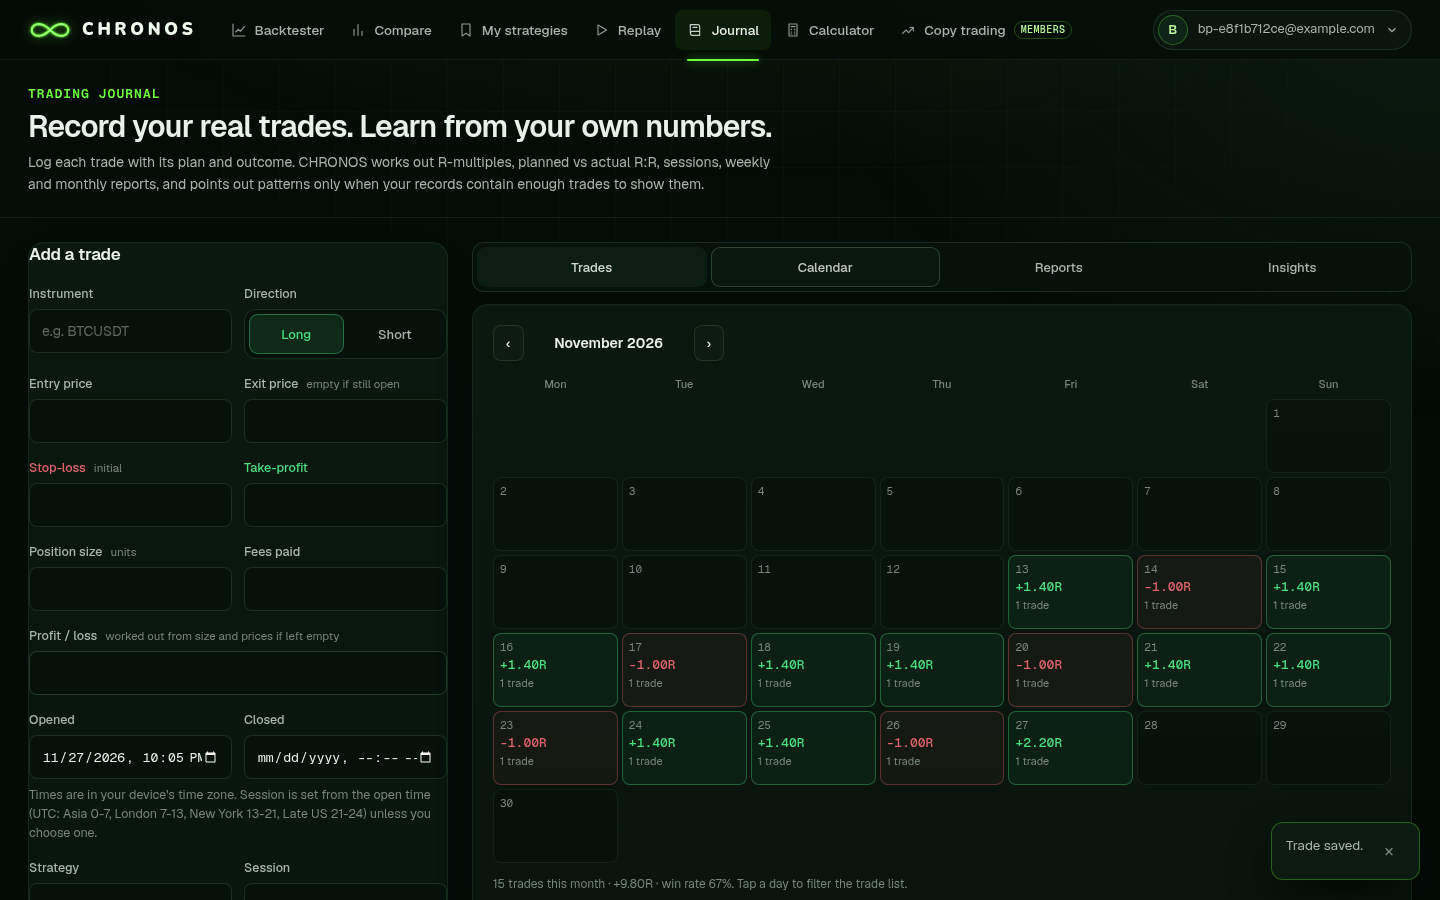 CHRONOS
Backtester
Compare
My strategies
Replay
Journal
Calculator
Copy trading MEMBERS
B bp-e8f1b712ce@example.com
TRADING JOURNAL
Record your real trades. Learn from your own numbers.
Log each trade with its plan and outcome. CHRONOS works out R-multiples, planned vs actual R:R, sessions, weekly
and monthly reports, and points out patterns only when your records contain enough trades to show them.
Add a trade
Instrument Direction
e.g. BTCUSDT Long Short
Entry price Exit price empty if still open
Stop-loss initial Take-profit
Position size units Fees paid
Profit / loss worked out from size and prices if left empty
Opened Closed
11/27/2026, 10:05 PM mm/dd/yyyy, --:-- --
Times are in your device's time zone. Session is set from the open time
(UTC: Asia 0-7, London 7-13, New York 13-21, Late US 21-24) unless you
choose one.
Strategy Session
Trades Calendar Reports Insights
‹ November 2026 ›
Mon Tue Wed Thu Fri Sat Sun
1
2 3 4 5 6 7 8
9 10 11 12 13 14 15
+1.40R -1.00R +1.40R
1 trade 1 trade 1 trade
16 17 18 19 20 21 22
+1.40R -1.00R +1.40R +1.40R -1.00R +1.40R +1.40R
1 trade 1 trade 1 trade 1 trade 1 trade 1 trade 1 trade
23 24 25 26 27 28 29
-1.00R +1.40R +1.40R -1.00R +2.20R
1 trade 1 trade 1 trade 1 trade 1 trade
30
15 trades this month · +9.80R · win rate 67%. Tap a day to filter the trade list.
Trade saved. ×